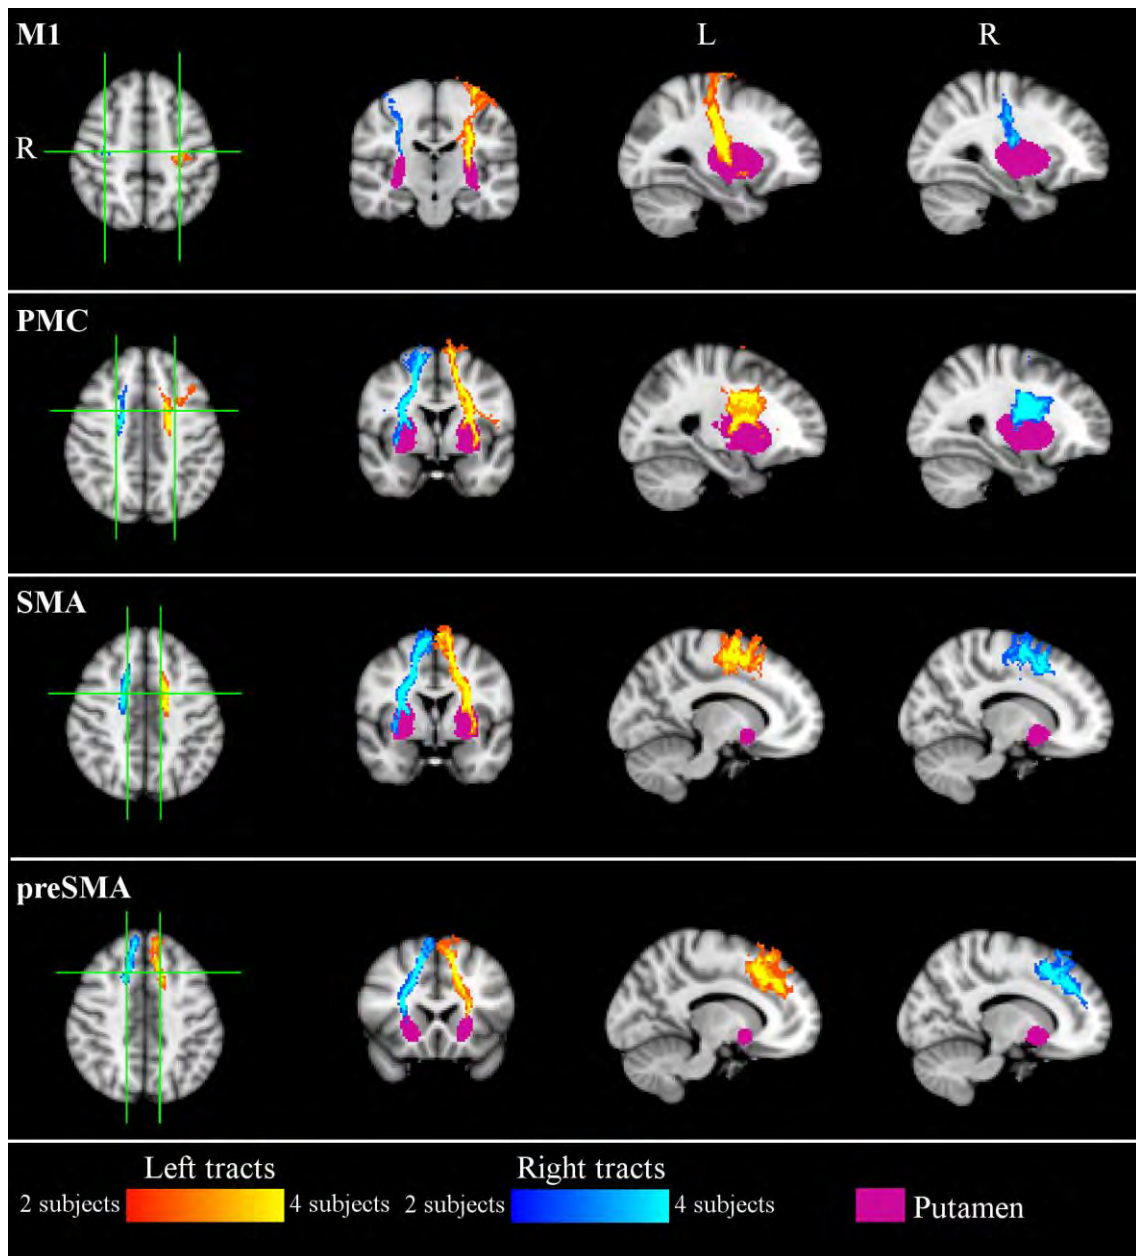 M1
L R
R
PMC
SMA
preSMA
Left tracts Right tracts
2 subjects 4 subjects 2 subjects 4 subjects Putamen